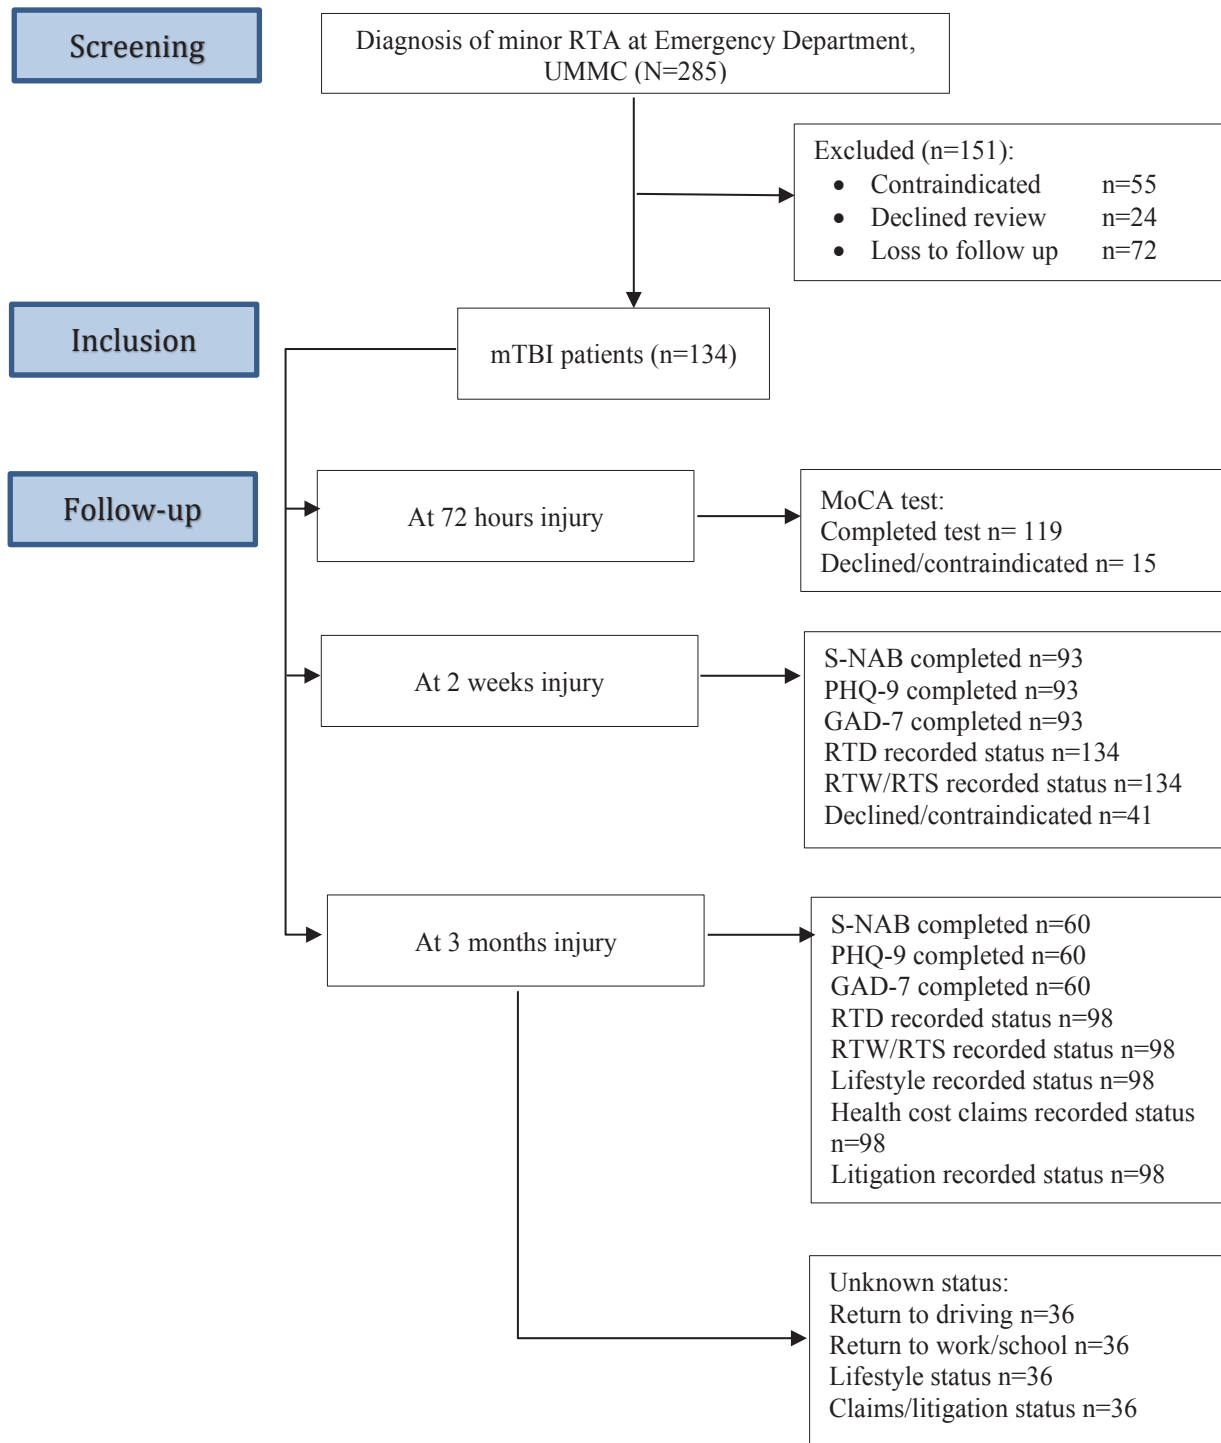 Screening
Diagnosis of minor RTA at Emergency Department,
UMMC (N=285)
Excluded (n=151):
• Contraindicated n=55
• Declined review n=24
• Loss to follow up n=72
Inclusion
mTBI patients (n=134)
Follow-up
At 72 hours injury
MoCA test:
Completed test n= 119
Declined/contraindicated n= 15
At 2 weeks injury
S-NAB completed n=93
PHQ-9 completed n=93
GAD-7 completed n=93
RTD recorded status n=134
RTW/RTS recorded status n=134
Declined/contraindicated n=41
At 3 months injury
S-NAB completed n=60
PHQ-9 completed n=60
GAD-7 completed n=60
RTD recorded status n=98
RTW/RTS recorded status n=98
Lifestyle recorded status n=98
Health cost claims recorded status
n=98
Litigation recorded status n=98
Unknown status:
Return to driving n=36
Return to work/school n=36
Lifestyle status n=36
Claims/litigation status n=36